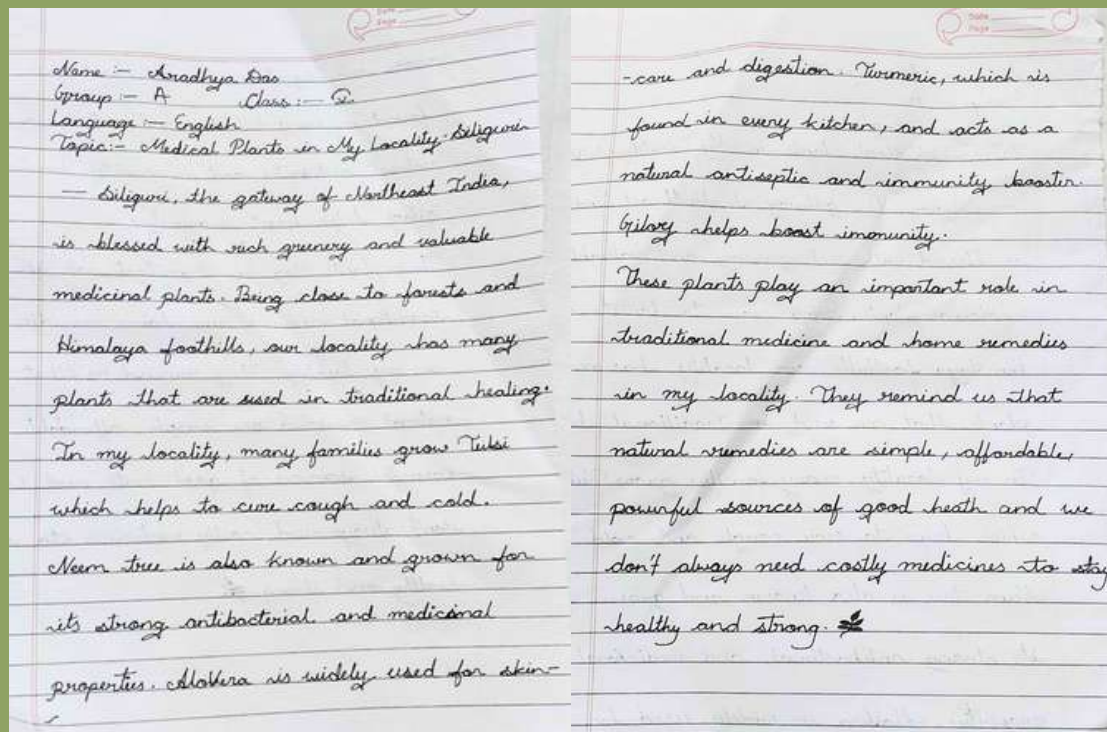 Date
Page
Name :- Aradhya Das
Group :- A Class :- V
Language :- English
Topic:- Medical Plants in My Locality. Siliguri
— Siliguri, the gateway of Northeast India,
is blessed with rich greenery and valuable
medicinal plants. Being close to forests and
Himalaya foothills, our locality has many
plants that are used in traditional healing.
In my locality, many families grow Tulsi
which helps to cure cough and cold.
Neem tree is also known and grown for
its strong antibacterial and medicinal
properties. AloVera is widely used for skin-
Date
Page
-care and digestion. Turmeric, which is
found in every kitchen, and acts as a
natural antiseptic and immunity booster.
Giloy helps boost immunity.
These plants play an important role in
traditional medicine and home remedies
in my locality. They remind us that
natural remedies are simple, affordable,
powerful sources of good heath and we
don't always need costly medicines to stay
healthy and strong.